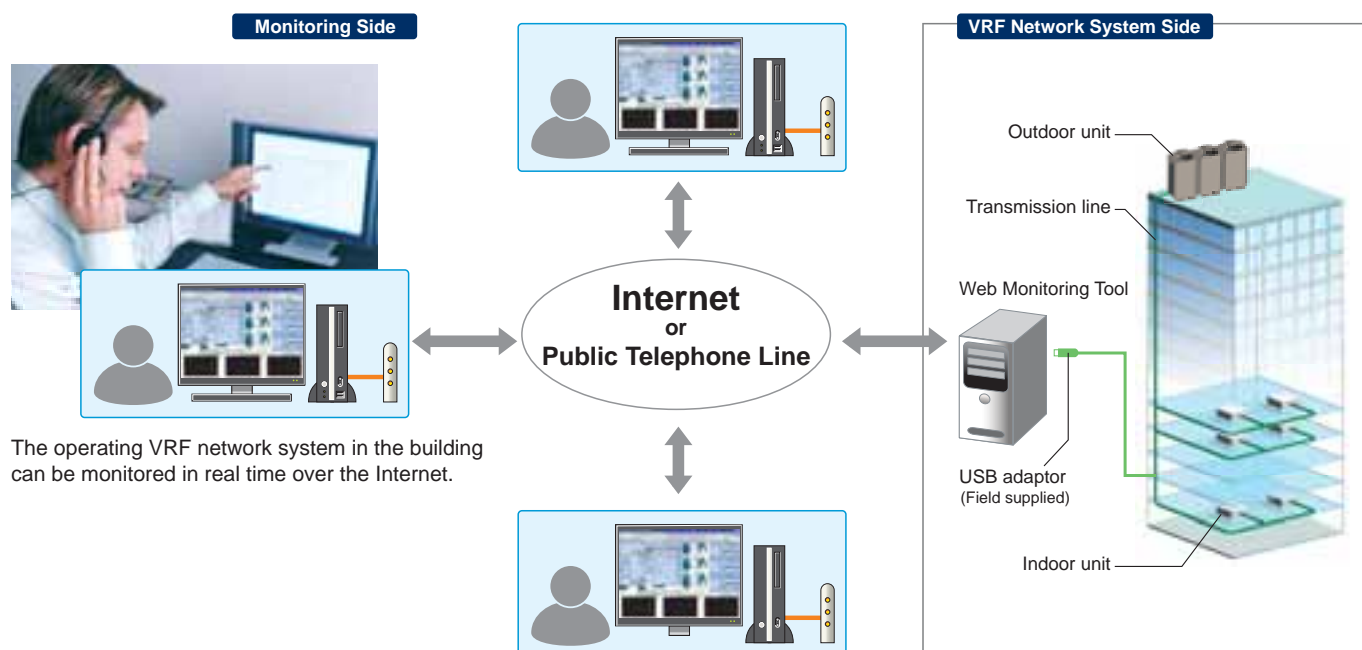 Monitoring Side
VRF Network System Side
Outdoor unit
Transmission line
Web Monitoring Tool
Internet
or
Public Telephone Line
The operating VRF network system in the building
can be monitored in real time over the Internet.
USB adaptor
(Field supplied)
Indoor unit